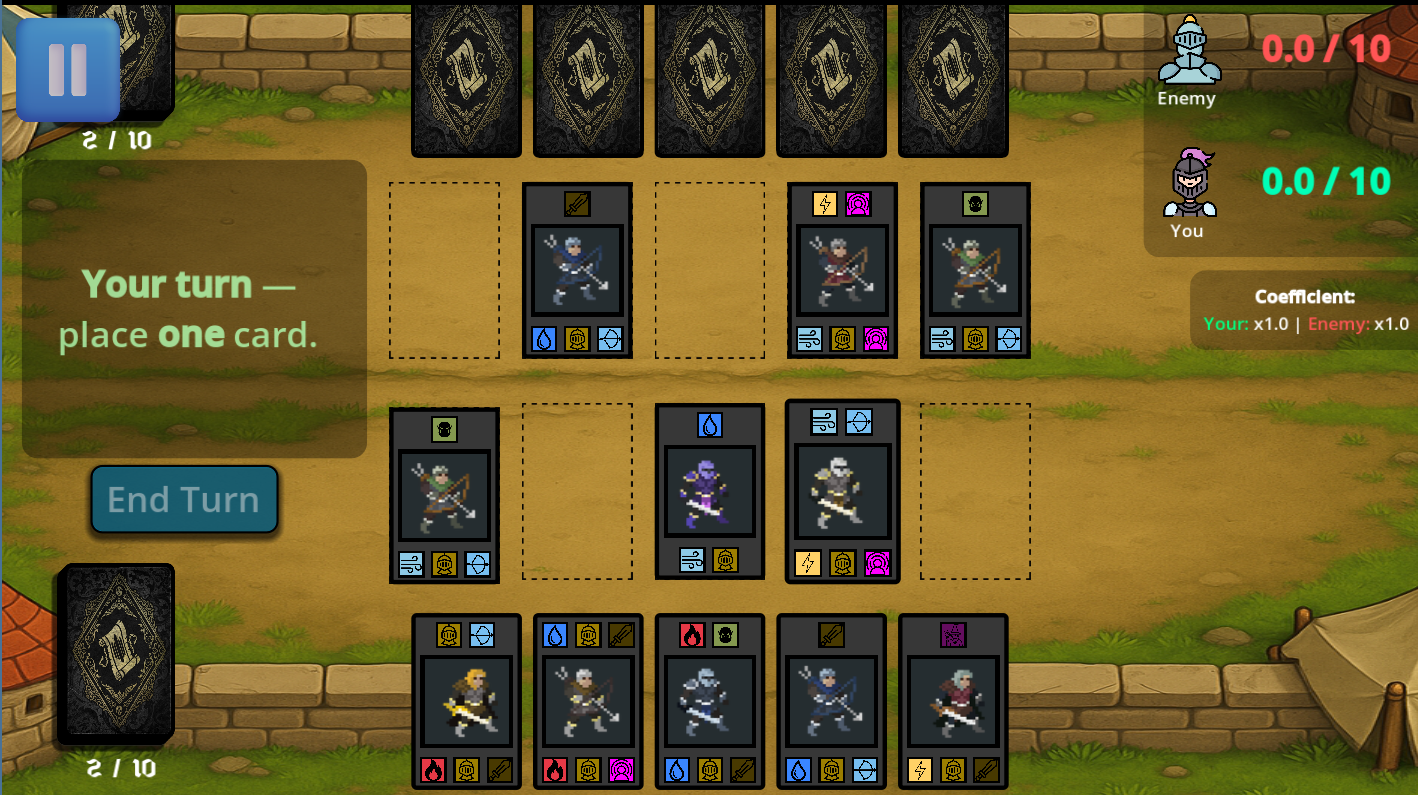 0.0 / 10
Enemy
2 / 10
0.0 / 10
You
Your turn —
place one card.
Coefficient:
Your: x1.0 | Enemy: x1.0
End Turn
2 / 10